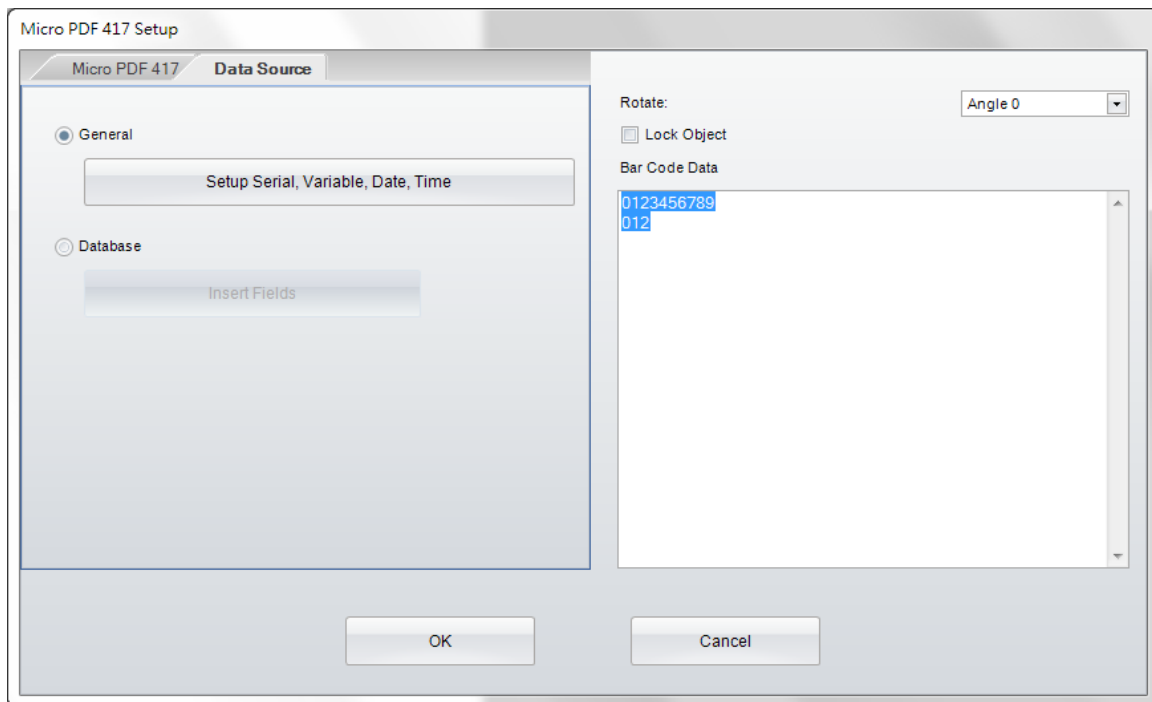 Micro PDF 417 Setup
Micro PDF 417
Data Source
General
Setup Serial, Variable, Date, Time
Database
Insert Fields
Rotate:
Angle 0
Lock Object
Bar Code Data
0123456789
012
OK
Cancel